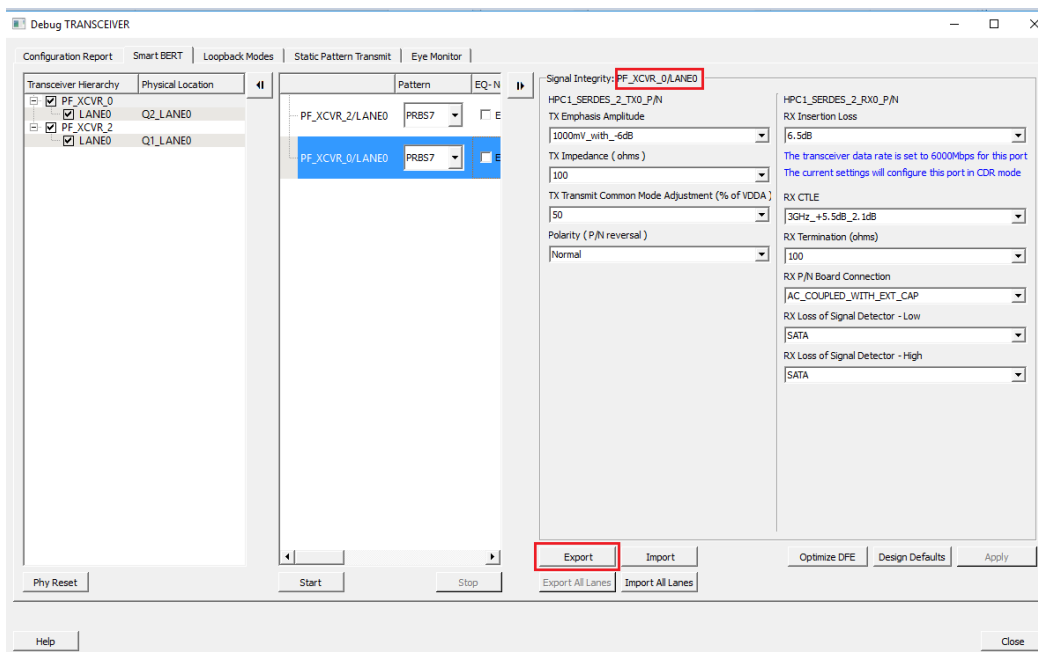 Debug TRANSCEIVER
Configuration Report
Smart BERT
Loopback Modes
Static Pattern Transmit
Eye Monitor
Transceiver Hierarchy
Physical Location
PF_XCVR_0
LANE0
Q2_LANE0
PF_XCVR_2
LANE0
Q1_LANE0
Phy Reset
Pattern
EQ- N
PF_XCVR_2/LANE0
PRBS7
E
PF_XCVR_0/LANE0
PRBS7
E
Start
Stop
Signal Integrity: PF_XCVR_0/LANE0
HPC1_SERDES_2_TX0_P/N
TX Emphasis Amplitude
1000mV_with_-6dB
TX Impedance ( ohms )
100
TX Transmit Common Mode Adjustment (% of VDDA )
50
Polarity ( P/N reversal )
Normal
HPC1_SERDES_2_RX0_P/N
RX Insertion Loss
6.5dB
The transceiver data rate is set to 6000Mbps for this port
The current settings will configure this port in CDR mode
RX CTLE
3GHz_+5.5dB_2.1dB
RX Termination (ohms)
100
RX P/N Board Connection
AC_COUPLED_WITH_EXT_CAP
RX Loss of Signal Detector - Low
SATA
RX Loss of Signal Detector - High
SATA
Export
Import
Optimize DFE
Design Defaults
Apply
Export All Lanes
Import All Lanes
Help
Close